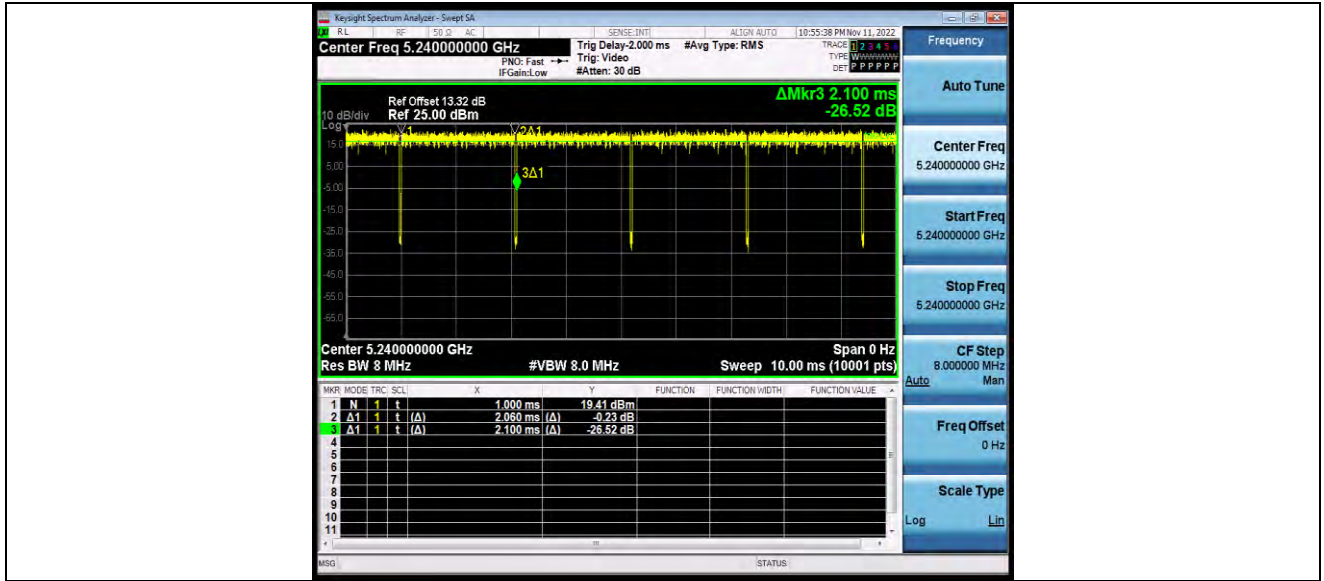 Keysight Spectrum Analyzer - Swept SA
RL RF 50 Ω AC SENSE:INT ALIGN AUTO 10:55:38 PM Nov 11, 2022
Center Freq 5.240000000 GHz
PNO: Fast
IFGain:Low
Trig Delay-2.000 ms
Trig: Video
#Atten: 30 dB
#Avg Type: RMS
TRACE 1 2 3 4 5 6
TYPE WWWWWW
DET P P P P P P
ΔMkr3 2.100 ms
-26.52 dB
Ref Offset 13.32 dB
10 dB/div Ref 25.00 dBm
Log
1 2Δ1
15.0
5.00
3Δ1
-5.00
-15.0
-25.0
-35.0
-45.0
-55.0
-65.0
Center 5.240000000 GHz Span 0 Hz
Res BW 8 MHz #VBW 8.0 MHz Sweep 10.00 ms (10001 pts)
MKR MODE TRC SCL X Y FUNCTION FUNCTION WIDTH FUNCTION VALUE
1 N 1 t 1.000 ms 19.41 dBm
2 Δ1 1 t (Δ) 2.060 ms (Δ) -0.23 dB
3 Δ1 1 t (Δ) 2.100 ms (Δ) -26.52 dB
4
5
6
7
8
9
10
11
MSG STATUS
Frequency
Auto Tune
Center Freq
5.240000000 GHz
Start Freq
5.240000000 GHz
Stop Freq
5.240000000 GHz
CF Step
8.000000 MHz
Auto Man
Freq Offset
0 Hz
Scale Type
Log Lin